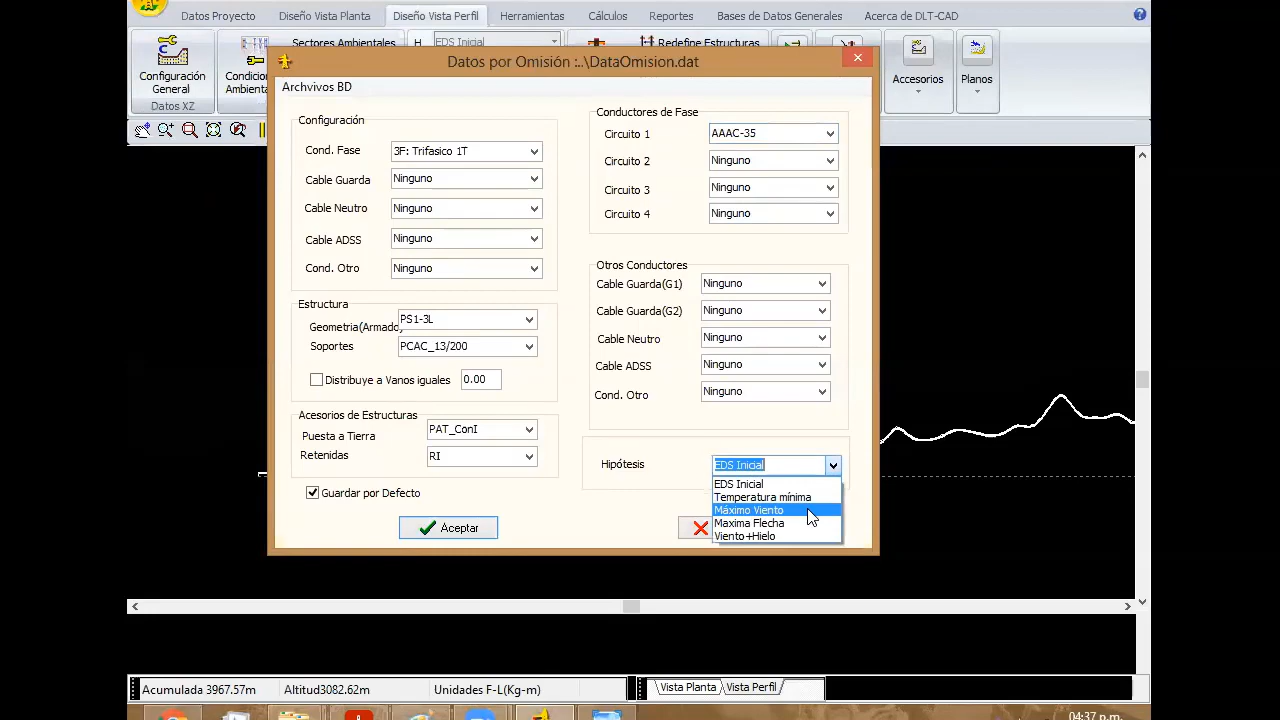 Datos Proyecto Diseño Vista Planta Diseño Vista Perfil Herramientas Cálculos Reportes Bases de Datos Generales Acerca de DLT-CAD
Sectores Ambientales H EDS Inicial Redefine Estructuras
Configuración General
Condicion Ambienta
Accesorios
Planos
Datos XZ
Datos por Omisión :..\DataOmision.dat
Archvivos BD
Configuración
Cond. Fase 3F: Trifasico 1T
Cable Guarda Ninguno
Cable Neutro Ninguno
Cable ADSS Ninguno
Cond. Otro Ninguno
Estructura
Geometria(Armado PS1-3L
Soportes PCAC_13/200
Distribuye a Vanos iguales 0.00
Acesorios de Estructuras
Puesta a Tierra PAT_ConI
Retenidas RI
Guardar por Defecto
Aceptar
Conductores de Fase
Circuito 1 AAAC-35
Circuito 2 Ninguno
Circuito 3 Ninguno
Circuito 4 Ninguno
Otros Conductores
Cable Guarda(G1) Ninguno
Cable Guarda(G2) Ninguno
Cable Neutro Ninguno
Cable ADSS Ninguno
Cond. Otro Ninguno
Hipótesis EDS Inicial
EDS Inicial
Temperatura mínima
Máximo Viento
Maxima Flecha
Viento+Hielo
Acumulada 3967.57m Altitud3082.62m Unidades F-L(Kg-m) Vista Planta Vista Perfil
04:37 p.m.